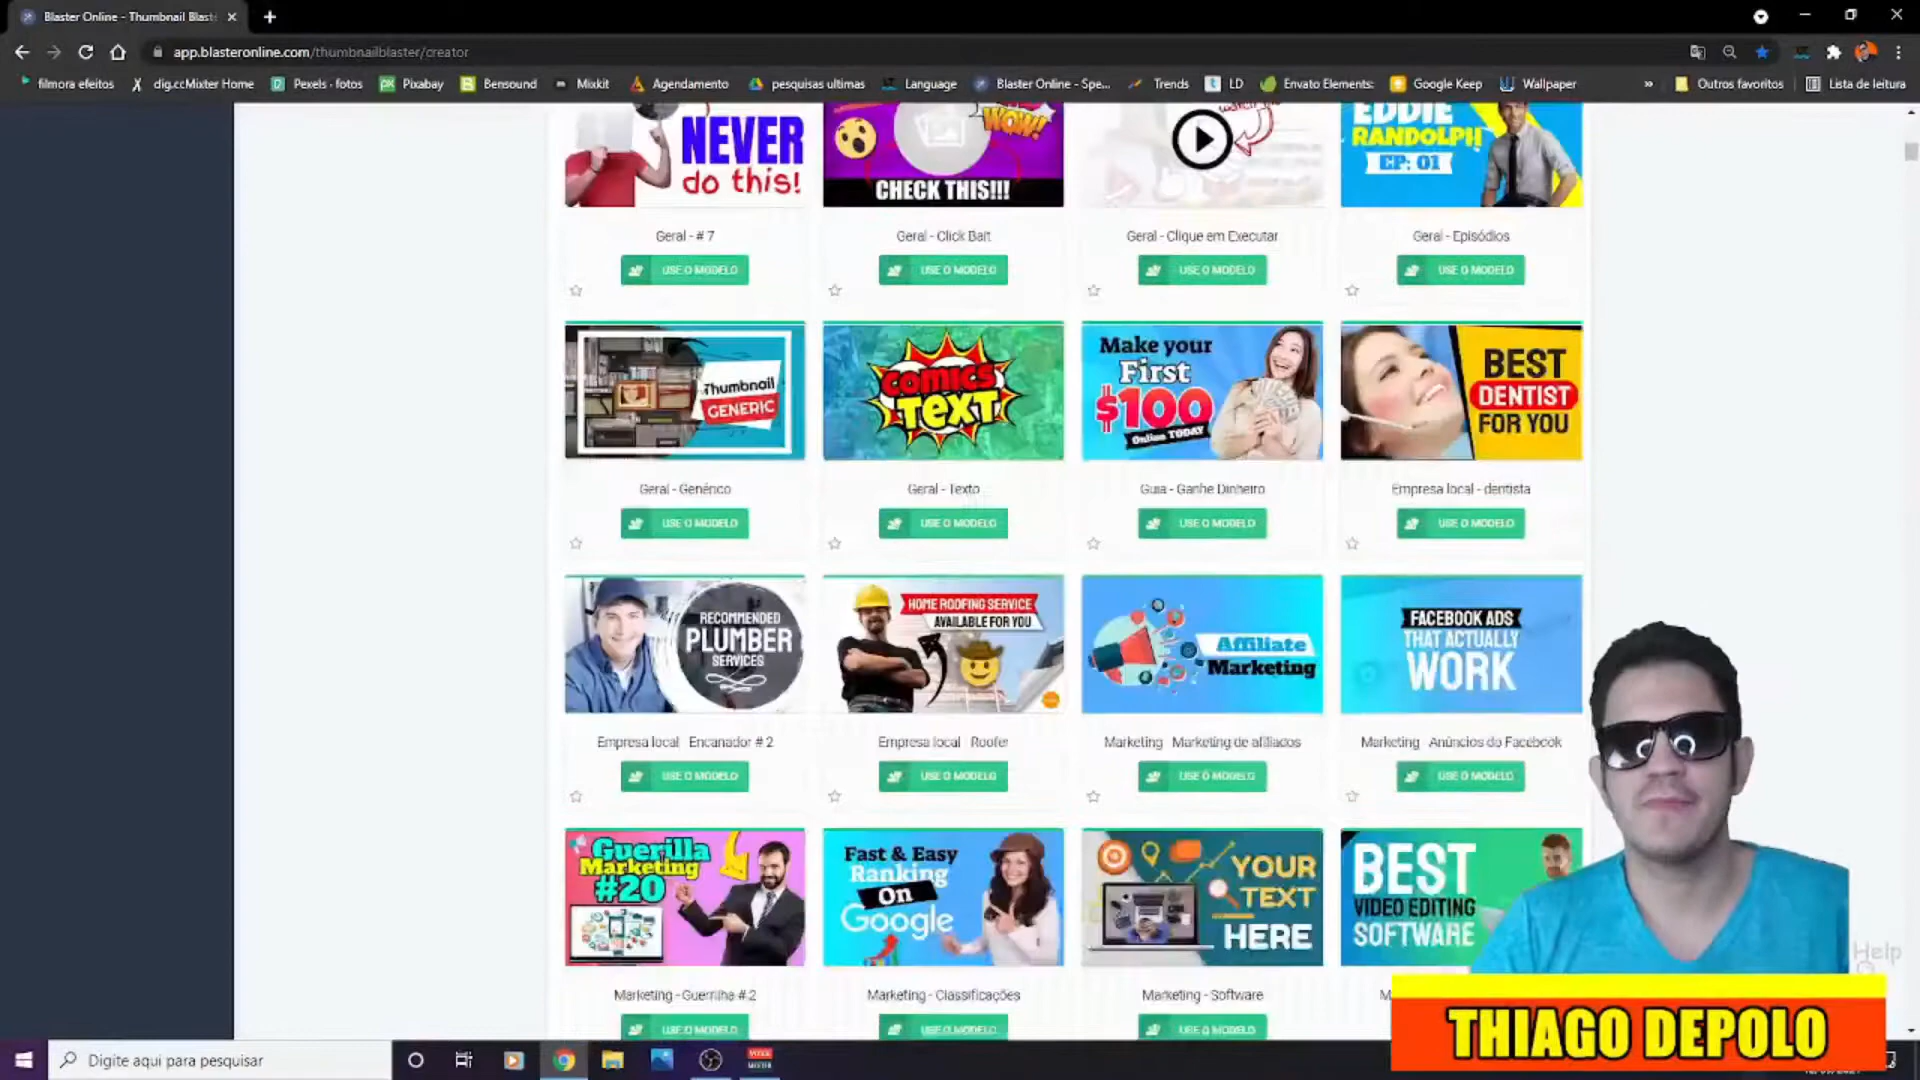 Blaster Online - Thumbnail Blast
app.blasteronline.com/thumbnailblaster/creator
filmora efeitos
dig.ccMixter Home
Pexels - fotos
Pixabay
Bensound
Mixkit
Agendamento
pesquisas ultimas
Language
Blaster Online - Spe...
Trends
LD
Envato Elements:
Google Keep
Wallpaper
»
Outros favoritos
Lista de leitura
NEVER
do this!
WOW!
CHECK THIS!!!
EDDIE
RANDOLPH
EP: 01
Geral - # 7
Geral - Click Bait
Geral - Clique em Executar
Geral - Episódios
USE O MODELO
USE O MODELO
USE O MODELO
USE O MODELO
Thumbnail
GENERIC
COMICS
TEXT
Make your
First
$100
Online TODAY
BEST
DENTIST
FOR YOU
Geral - Genérico
Geral - Texto
Guia - Ganhe Dinheiro
Empresa local - dentista
USE O MODELO
USE O MODELO
USE O MODELO
USE O MODELO
RECOMMENDED
PLUMBER
SERVICES
HOME ROOFING SERVICE
AVAILABLE FOR YOU
Affiliate
Marketing
FACEBOOK ADS
THAT ACTUALLY
WORK
Empresa local Encanador # 2
Empresa local Roofer
Marketing Marketing de afiliados
Marketing Anúncios do Facebook
USE O MODELO
USE O MODELO
USE O MODELO
USE O MODELO
Guerilla
Marketing
#20
Fast & Easy
Ranking
On
Google
YOUR
TEXT
HERE
BEST
VIDEO EDITING
SOFTWARE
Help
Marketing - Guerrilha # 2
Marketing - Classificações
Marketing - Software
USE O MODELO
USE O MODELO
USE O MODELO
THIAGO DEPOLO
Digite aqui para pesquisar